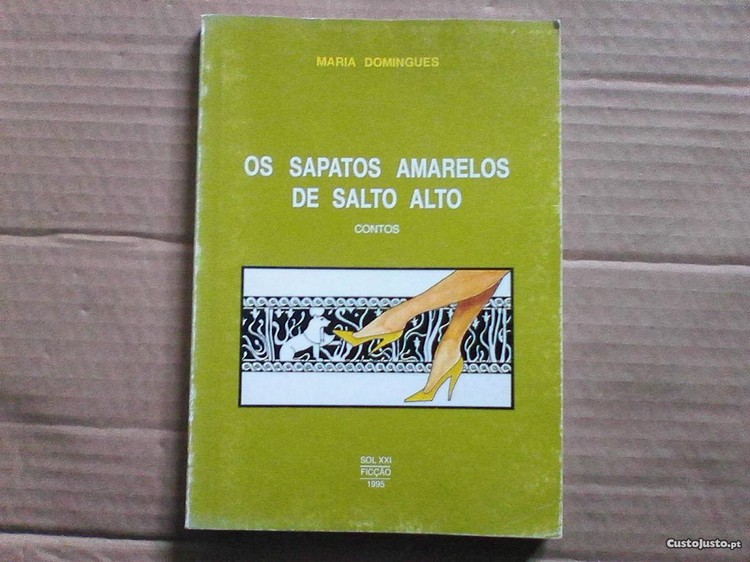 MARIA DOMINGUES
OS SAPATOS AMARELOS
DE SALTO ALTO
CONTOS
SOL XXI
FICÇÃO
1995
CustoJusto.pt